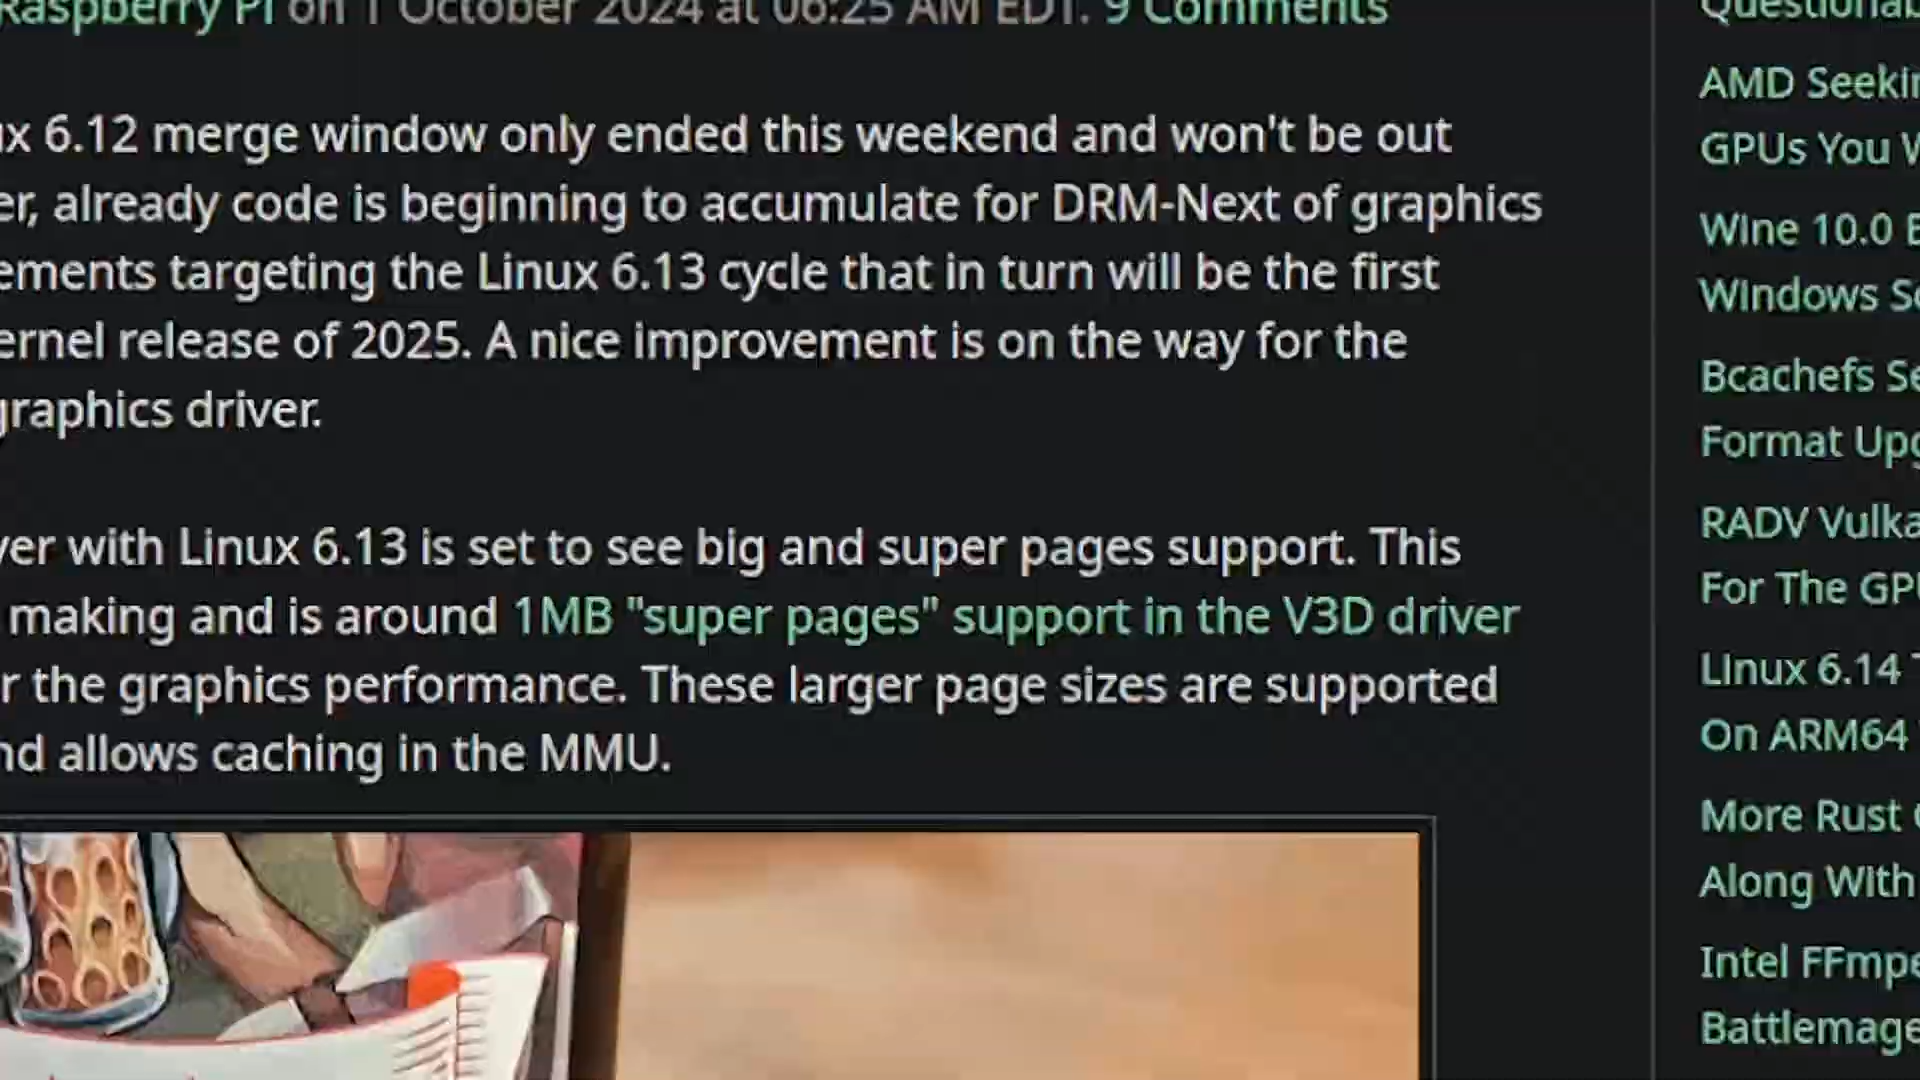 Raspberry Pi on 1 October 2024 at 06:25 AM EDT. 9 Comments
ux 6.12 merge window only ended this weekend and won't be out
er, already code is beginning to accumulate for DRM-Next of graphics
ements targeting the Linux 6.13 cycle that in turn will be the first
ernel release of 2025. A nice improvement is on the way for the
graphics driver.
ver with Linux 6.13 is set to see big and super pages support. This
making and is around 1MB "super pages" support in the V3D driver
r the graphics performance. These larger page sizes are supported
nd allows caching in the MMU.
Questionab
AMD Seekin
GPUs You W
Wine 10.0
Windows Se
Bcachefs Se
Format Upg
RADV Vulka
For The GPU
Linux 6.14
On ARM64
More Rust
Along With
Intel FFmpe
Battlemage